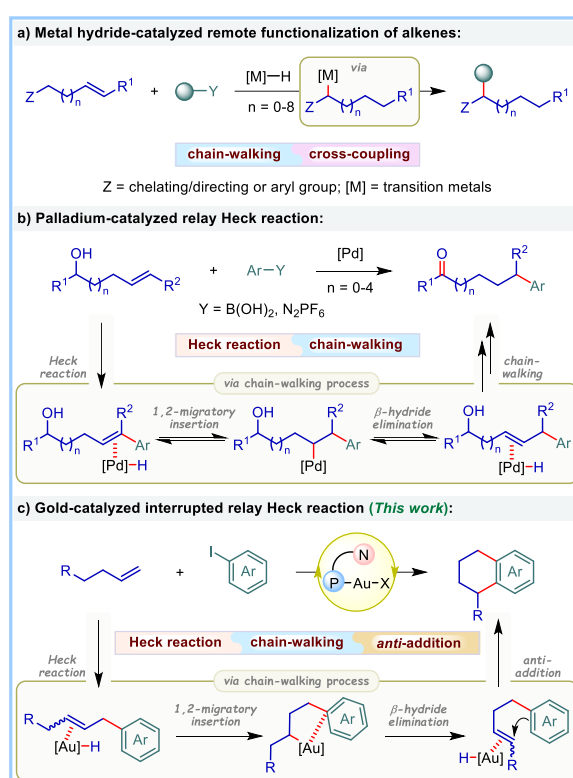 a) Metal hydride-catalyzed remote functionalization of alkenes:
Z ( )n R1 + Y [M]—H n = 0-8 via [M] Z ( )n R1 Z ( )n R1
chain-walking cross-coupling
Z = chelating/directing or aryl group; [M] = transition metals
b) Palladium-catalyzed relay Heck reaction:
OH R1 ( )n R2 + Ar—Y [Pd] n = 0-4 O R1 ( )n R2 Ar
Y = B(OH)2, N2PF6
Heck reaction chain-walking
Heck reaction
chain-walking
via chain-walking process
OH R1 ( )n R2 Ar [Pd]-H 1,2-migratory insertion OH R1 ( )n R2 Ar [Pd] β-hydride elimination OH R1 ( )n R2 Ar [Pd]-H
c) Gold-catalyzed interrupted relay Heck reaction (This work):
R + I Ar N P—Au—X Ar R
Heck reaction chain-walking anti-addition
Heck reaction
anti-addition
via chain-walking process
R [Au]-H Ar 1,2-migratory insertion Ar [Au] R β-hydride elimination Ar H-[Au] R